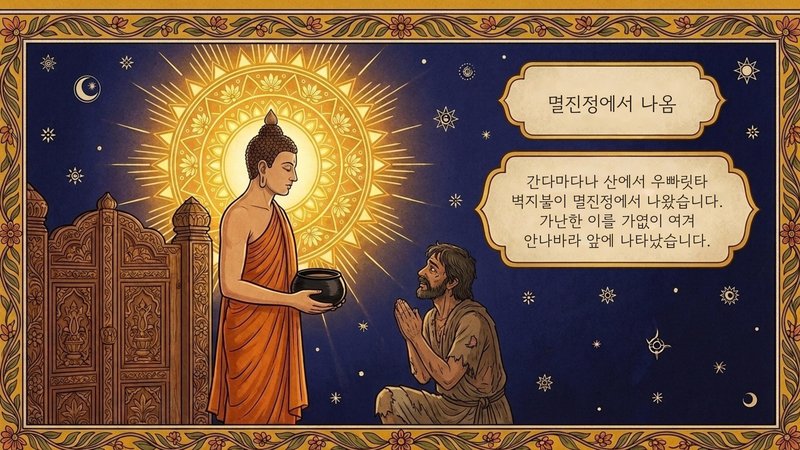 멸진정에서 나옴
간다마다나 산에서 우빠릿타
벽지불이 멸진정에서 나왔습니다.
가난한 이를 가엾이 여겨
안나바라 앞에 나타났습니다.